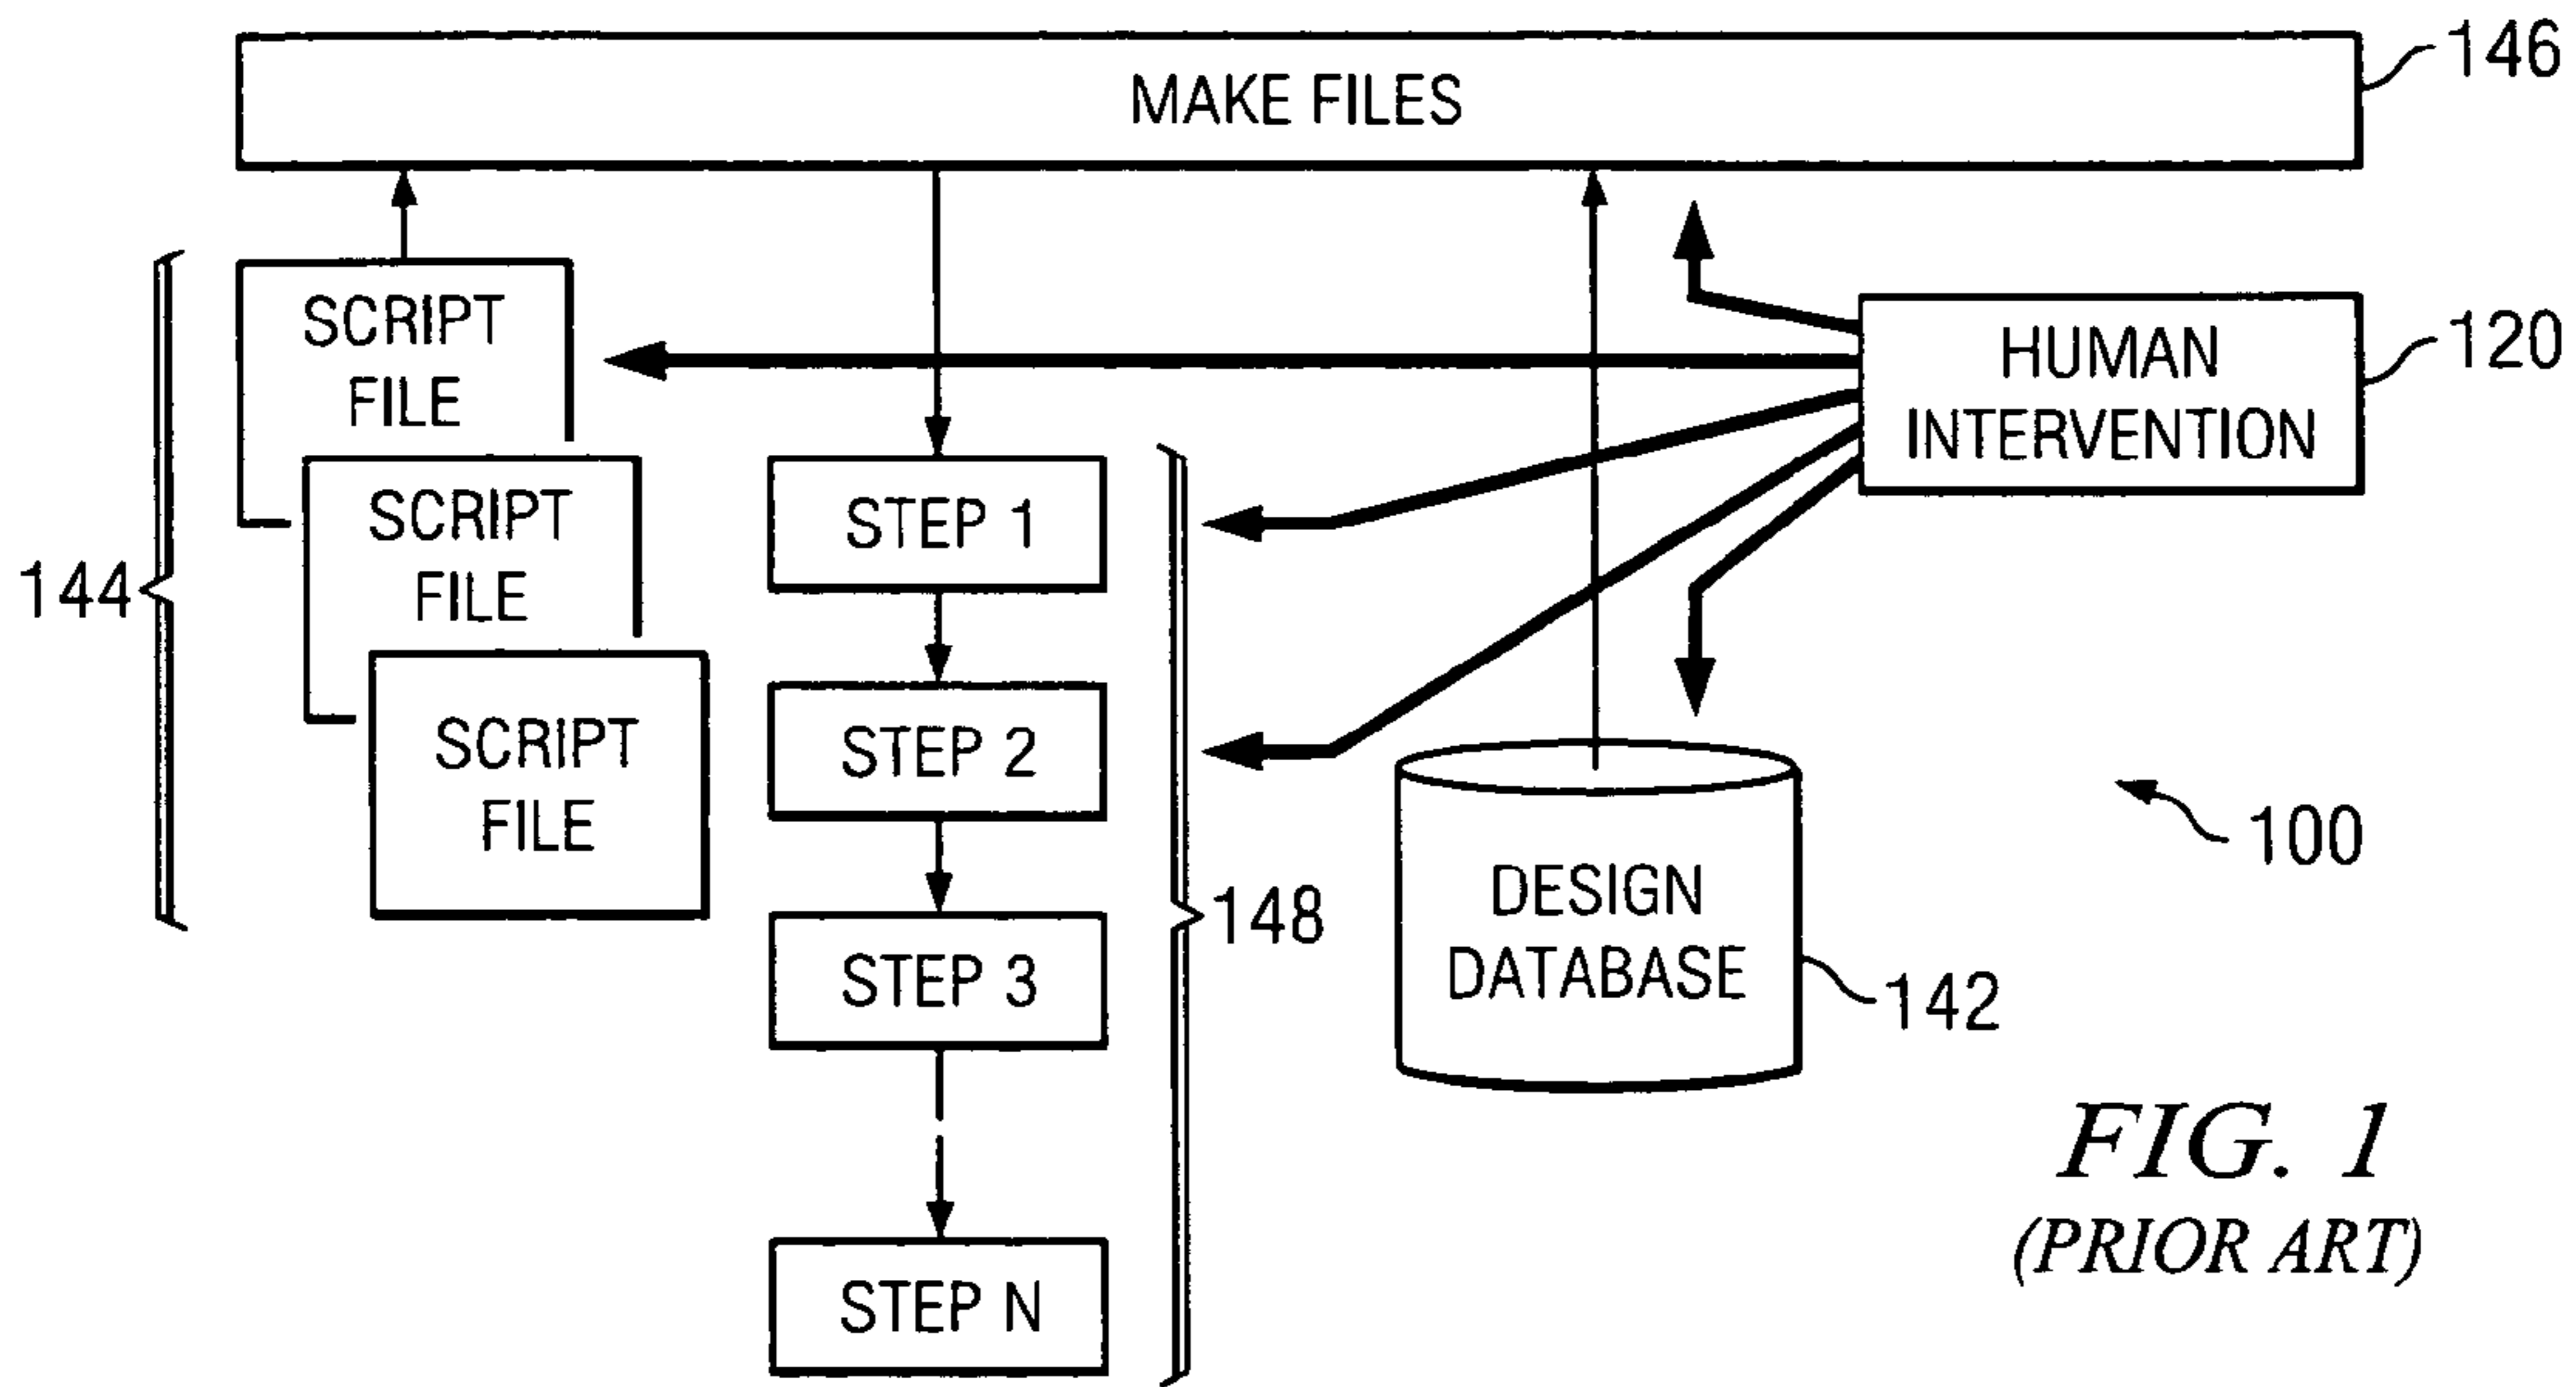 MAKE FILES
146
SCRIPT
FILE
SCRIPT
FILE
SCRIPT
FILE
144
STEP 1
STEP 2
STEP 3
STEP N
148
HUMAN
INTERVENTION
120
DESIGN
DATABASE
142
100
FIG. 1
(PRIOR ART)